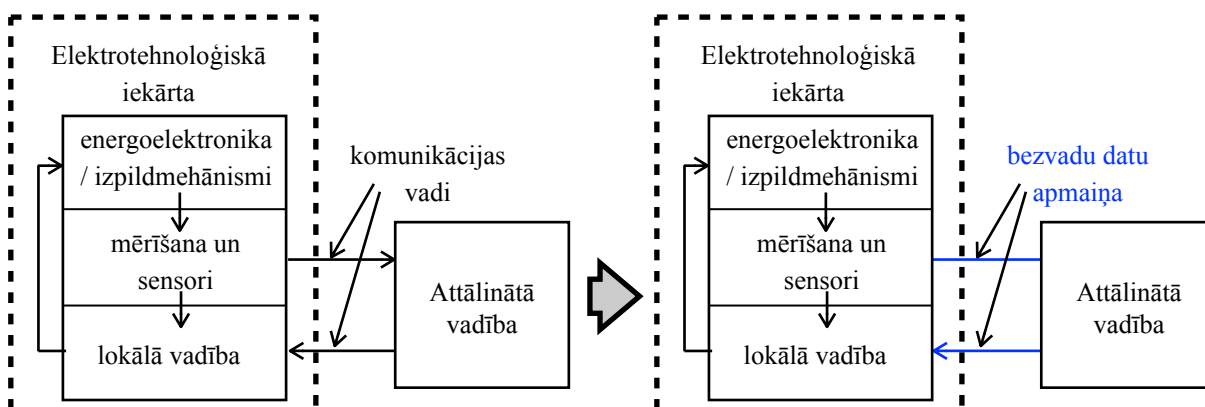 Elektrotehnoloģiskā
iekārta
energoelektronika
/ izpildmehānismi
mērīšana un
sensori
lokālā vadība
komunikācijas
vadi
Attālinātā
vadība
Elektrotehnoloģiskā
iekārta
energoelektronika
/ izpildmehānismi
mērīšana un
sensori
lokālā vadība
bezvadu datu
apmaiņa
Attālinātā
vadība